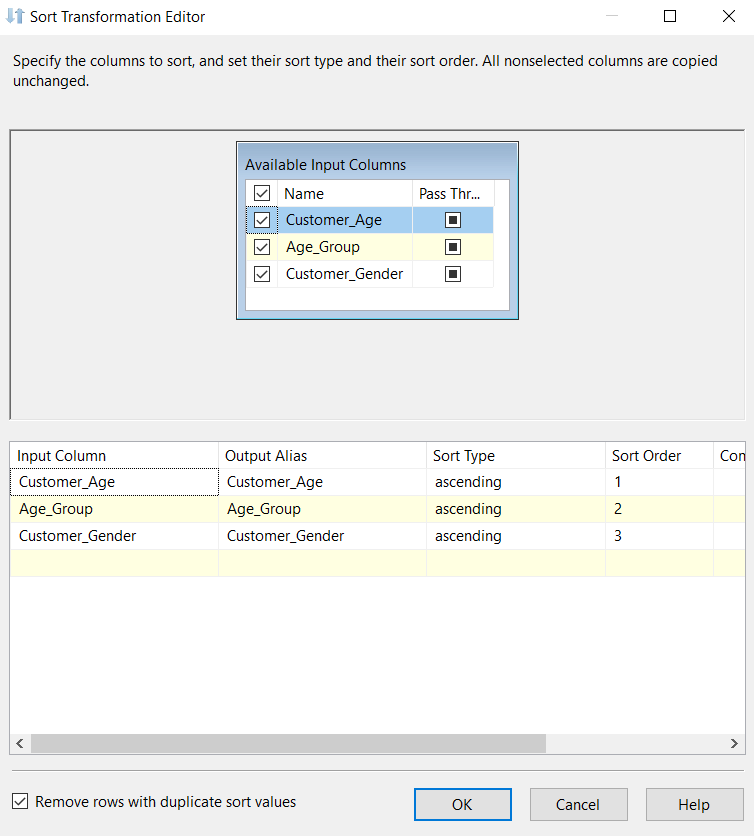 Sort Transformation Editor
Specify the columns to sort, and set their sort type and their sort order. All nonselected columns are copied
unchanged.
Available Input Columns
Name Pass Thr...
Customer_Age
Age_Group
Customer_Gender
Input Column Output Alias Sort Type Sort Order Con
Customer_Age Customer_Age ascending 1
Age_Group Age_Group ascending 2
Customer_Gender Customer_Gender ascending 3
Remove rows with duplicate sort values OK Cancel Help